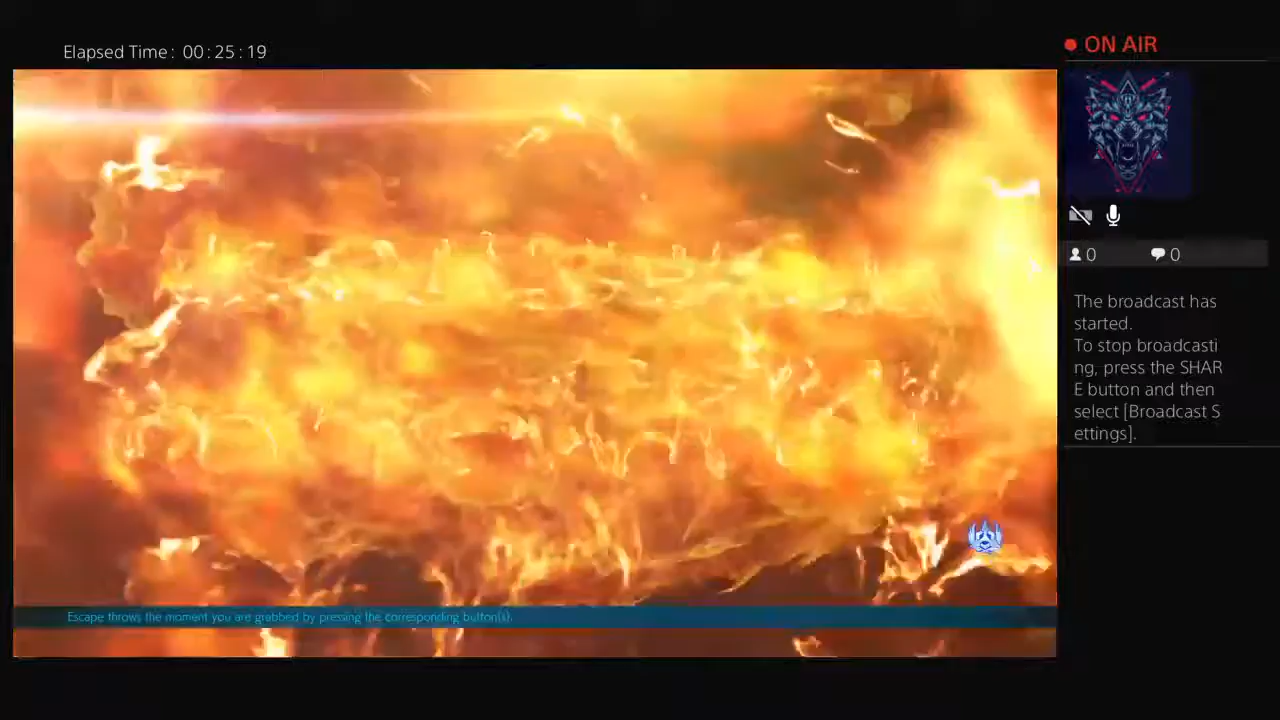 Elapsed Time: 00:25:19
ON AIR
0 0
The broadcast has
started.
To stop broadcasti
ng, press the SHAR
E button and then
select [Broadcast S
ettings].
Escape throws the moment you are grabbed by pressing the corresponding button(s).